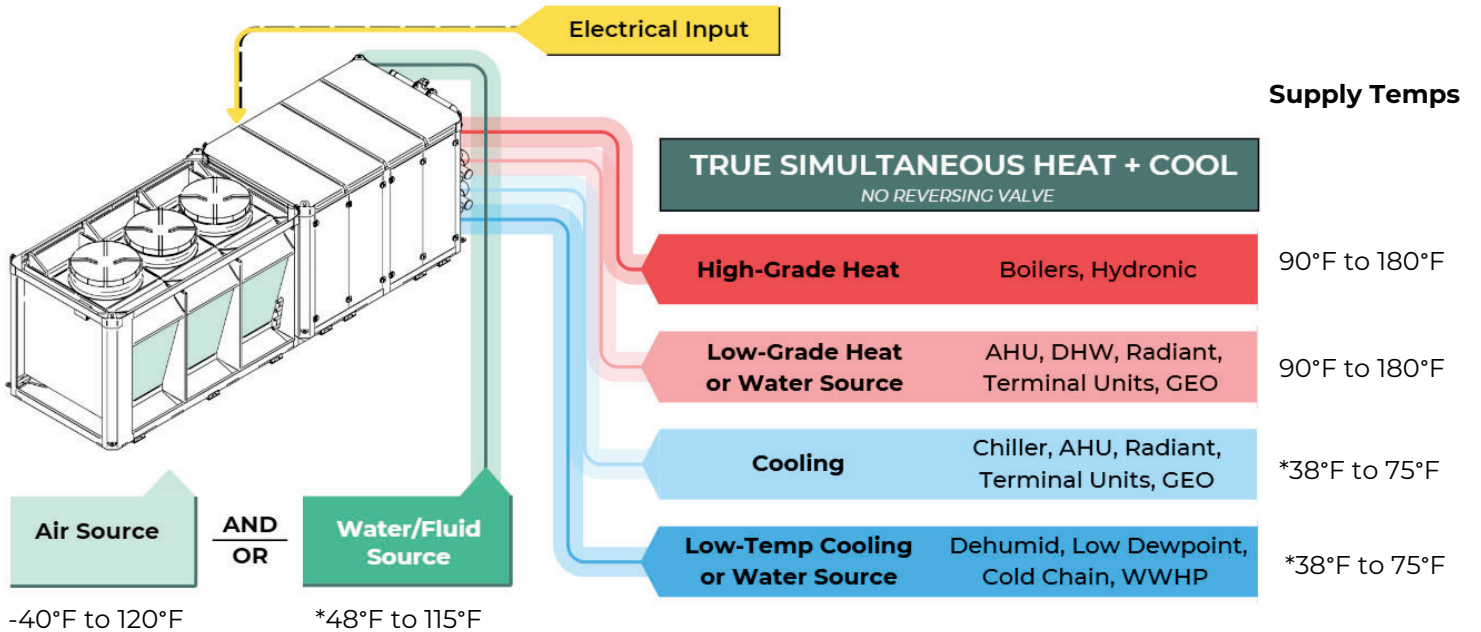 Electrical Input
Supply Temps
TRUE SIMULTANEOUS HEAT + COOL
NO REVERSING VALVE
High-Grade Heat
Boilers, Hydronic
90°F to 180°F
Low-Grade Heat
or Water Source
AHU, DHW, Radiant,
Terminal Units, GEO
90°F to 180°F
Cooling
Chiller, AHU, Radiant,
Terminal Units, GEO
*38°F to 75°F
Low-Temp Cooling
or Water Source
Dehumid, Low Dewpoint,
Cold Chain, WWHP
*38°F to 75°F
Air Source
AND
OR
Water/Fluid
Source
-40°F to 120°F
*48°F to 115°F